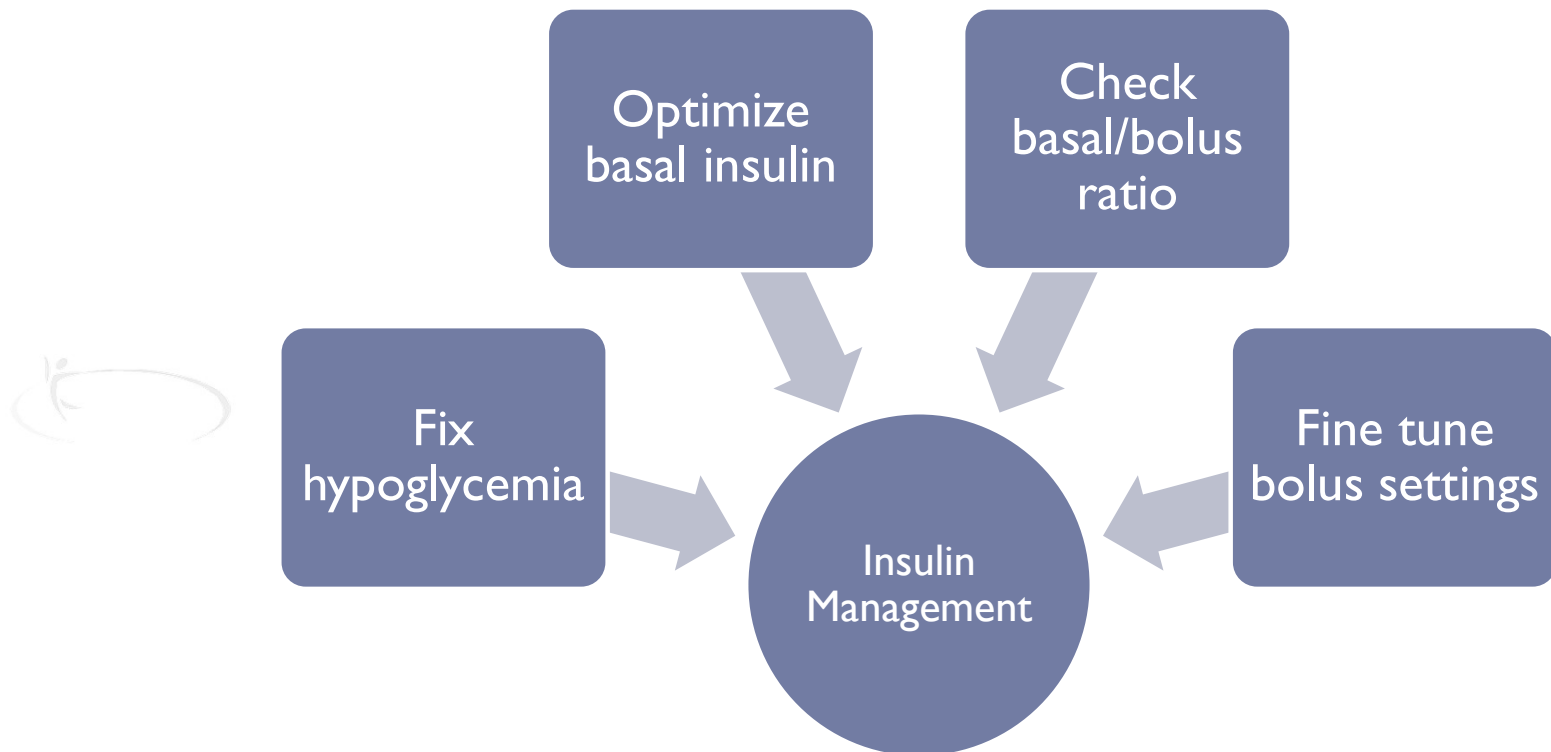 Optimize
basal insulin
Check
basal/bolus
ratio
Fix
hypoglycemia
Fine tune
bolus settings
Insulin
Management